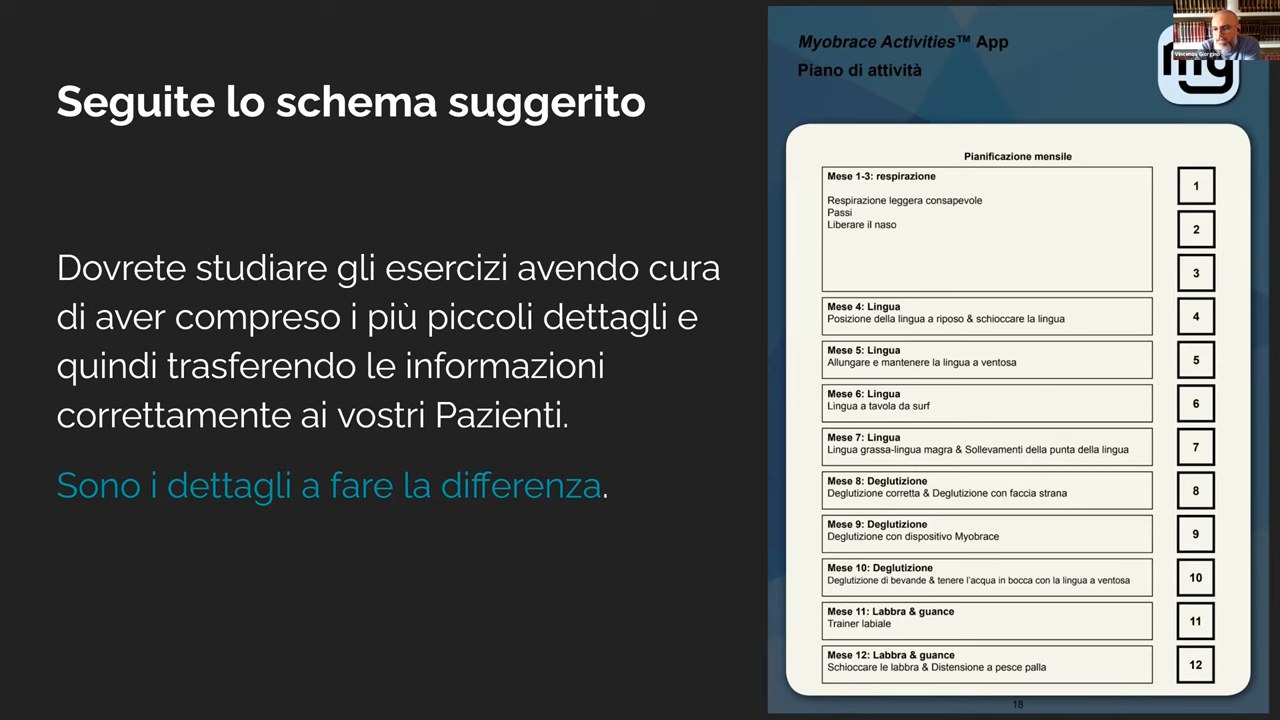 Seguite lo schema suggerito
Dovrete studiare gli esercizi avendo cura
di aver compreso i più piccoli dettagli e
quindi trasferendo le informazioni
correttamente ai vostri Pazienti.
Sono i dettagli a fare la differenza.
Myobrace Activities™ App
Piano di attività
Vincenzo Giorgino
mg
Pianificazione mensile
Mese 1-3: respirazione
Respirazione leggera consapevole
Passi
Liberare il naso
1
2
3
Mese 4: Lingua
Posizione della lingua a riposo & schioccare la lingua
4
Mese 5: Lingua
Allungare e mantenere la lingua a ventosa
5
Mese 6: Lingua
Lingua a tavola da surf
6
Mese 7: Lingua
Lingua grassa-lingua magra & Sollevamenti della punta della lingua
7
Mese 8: Deglutizione
Deglutizione corretta & Deglutizione con faccia strana
8
Mese 9: Deglutizione
Deglutizione con dispositivo Myobrace
9
Mese 10: Deglutizione
Deglutizione di bevande & tenere l'acqua in bocca con la lingua a ventosa
10
Mese 11: Labbra & guance
Trainer labiale
11
Mese 12: Labbra & guance
Schioccare le labbra & Distensione a pesce palla
12
18